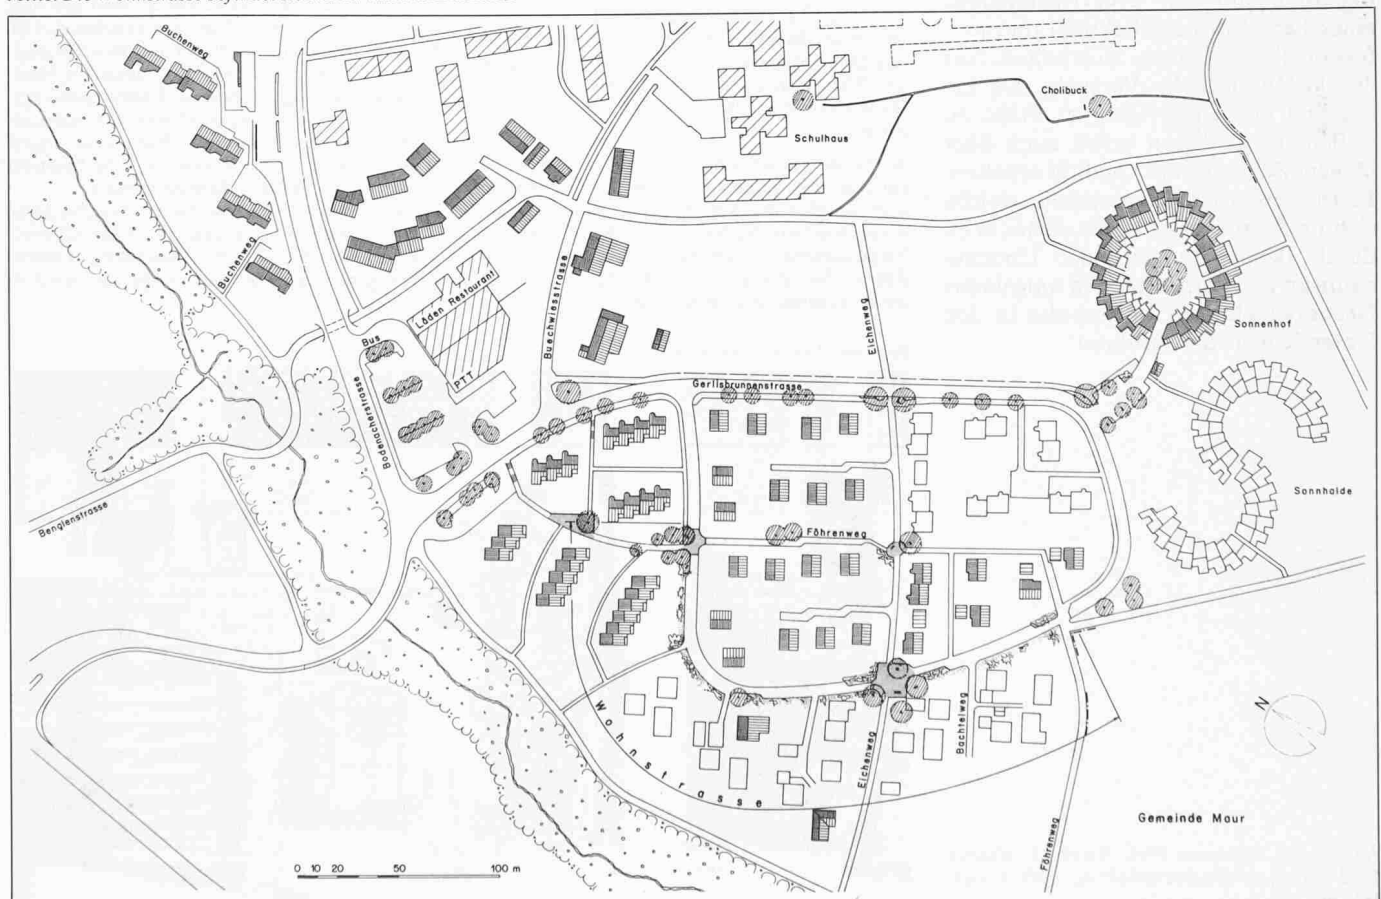 Buchenweg
Cholibuck
Schulhaus
Buchenweg
Läden Restaurant
Buechwiesstrasse
Eichenweg
Sonnenhof
Bus
PTT
Bodenacherstrasse
Gerlisbrunnenstrasse
Sonnhalde
Benglenstrasse
Föhrenweg
N
Wohnstrasse
Bachtelweg
Eichenweg
Gemeinde Maur
Föhrenweg
0 10 20 50 100 m